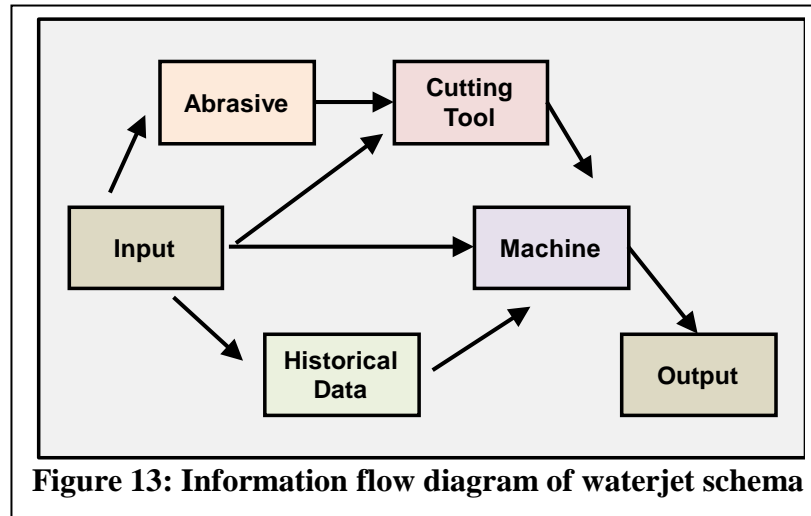 Abrasive
Cutting
Tool
Input
Machine
Historical
Data
Output
Figure 13: Information flow diagram of waterjet schema